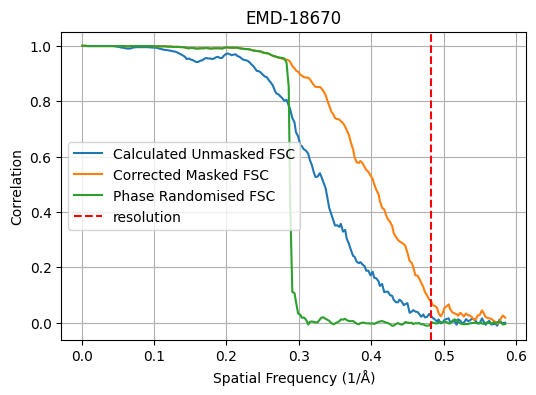 EMD-18670
1.0
0.8
0.6
0.4
0.2
0.0
Correlation
Calculated Unmasked FSC
Corrected Masked FSC
Phase Randomised FSC
resolution
0.0 0.1 0.2 0.3 0.4 0.5 0.6
Spatial Frequency (1/Å)